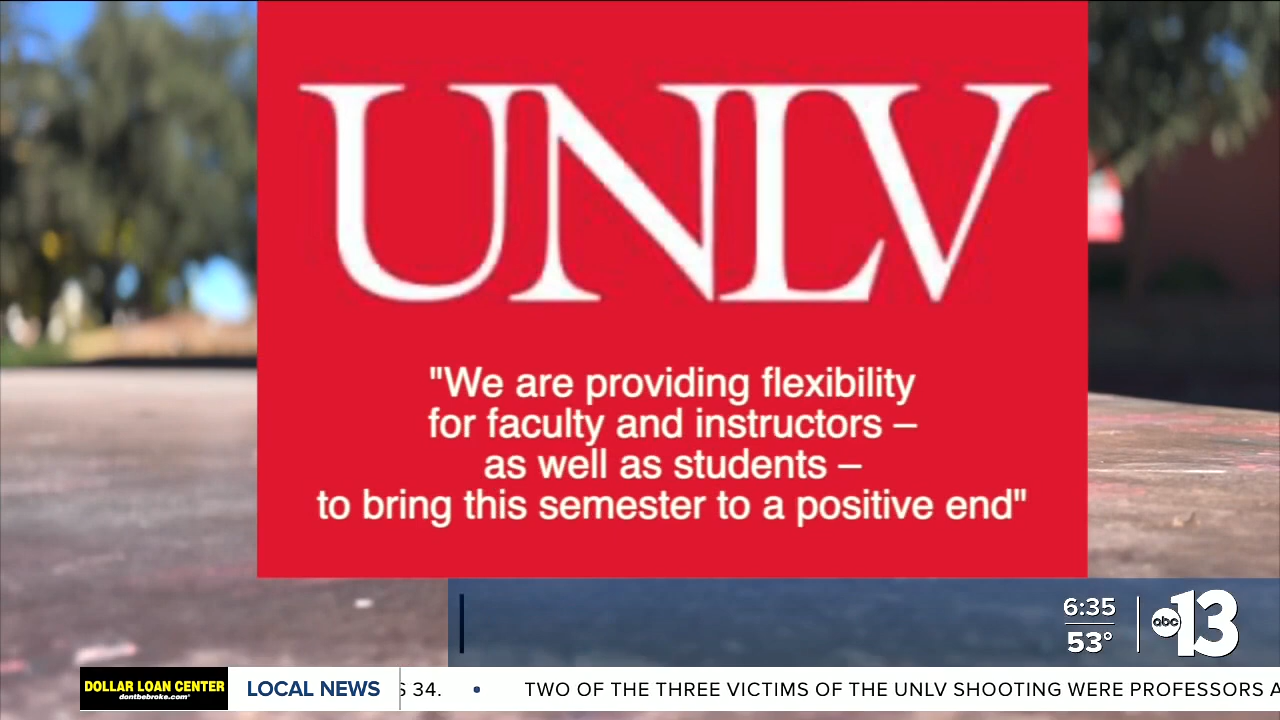 UNLV
"We are providing flexibility
for faculty and instructors –
as well as students –
to bring this semester to a positive end"
6:35
53°
abc 13
DOLLAR LOAN CENTER
dontbebroke.com
LOCAL NEWS
34. • TWO OF THE THREE VICTIMS OF THE UNLV SHOOTING WERE PROFESSORS